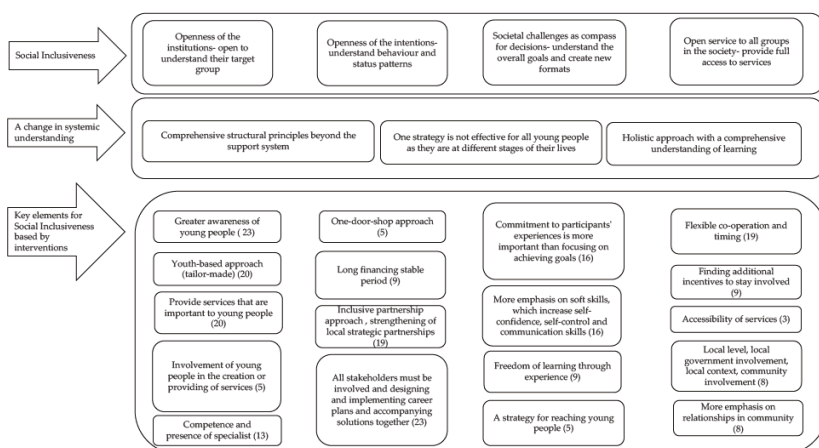 Social Inclusiveness
Openness of the
institutions- open to
understand their target
group
Openness of the intentions-
understand behaviour and
status patterns
Societal challenges as compass
for decisions- understand the
overall goals and create new
formats
Open service to all groups
in the society- provide full
access to services
A change in systemic
understanding
Comprehensive structural principles beyond the
support system
One strategy is not effective for all young people
as they are at different stages of their lives
Holistic approach with a comprehensive
understanding of learning
Key elements for
Social Inclusiveness
based by
interventions
Greater awareness of
young people ( 23)
Youth-based approach
(tailor-made) (20)
Provide services that are
important to young people
(20)
Involvement of young
people in the creation or
providing of services (5)
Competence and
presence of specialist (13)
One-door-shop approach
(5)
Long financing stable
period (9)
Inclusive partnership
approach , strengthening of
local strategic partnerships
(19)
All stakeholders must be
involved and designing
and implementing career
plans and accompanying
solutions together (23)
Commitment to participants'
experiences is more
important than focusing on
achieving goals (16)
More emphasis on soft skills,
which increase self-
confidence, self-control and
communication skills (16)
Freedom of learning through
experience (9)
A strategy for reaching young
people (5)
Flexible co-operation and
timing (19)
Finding additional
incentives to stay involved
(9)
Accessibility of services (3)
Local level, local
government involvement,
local context, community
involvement (8)
More emphasis on
relationships in community
(8)